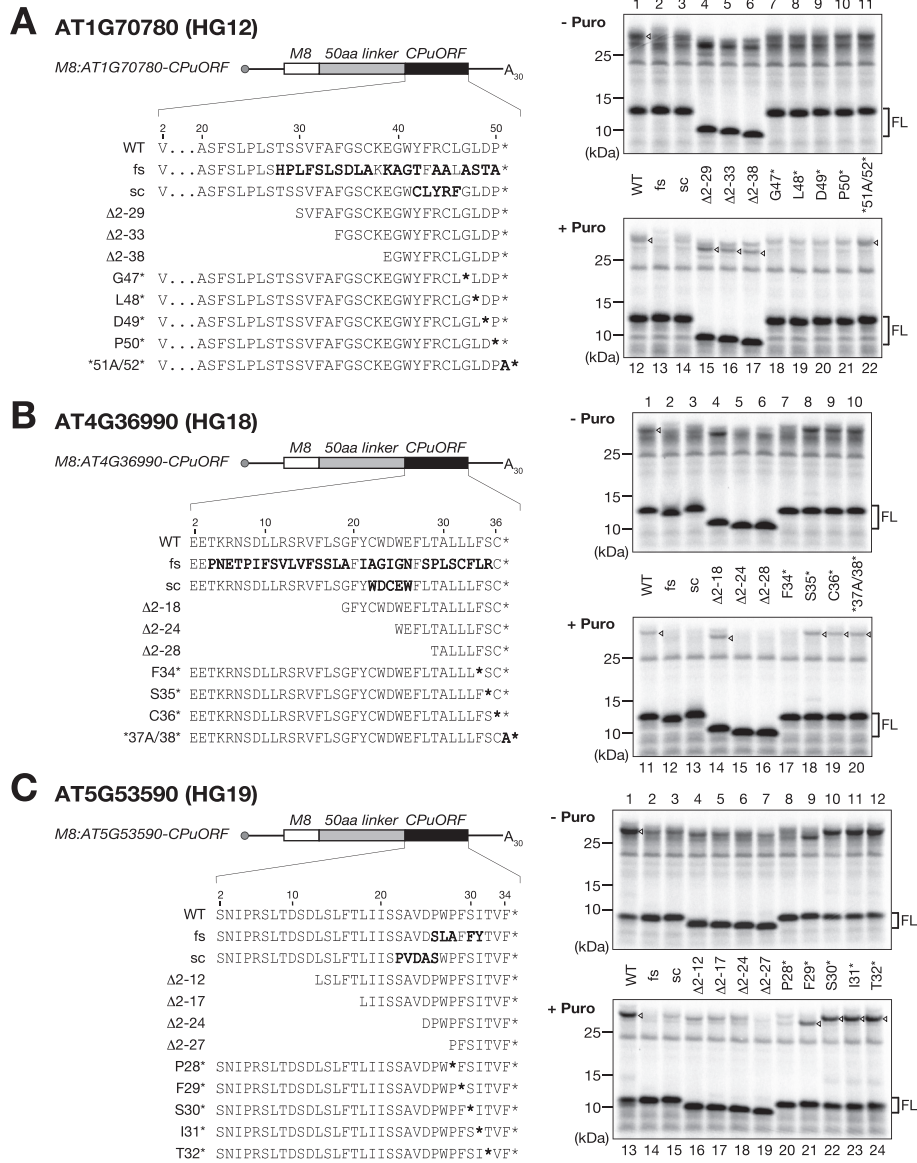 A AT1G70780 (HG12)
M8 50aa linker CPuORF
M8:AT1G70780-CPuORF A30
2 20 30 40 50
WT V...ASFSLPLSTSSVFAFGSCKEGWYFRCLGLDP*
fs V...ASFSLPLSHPLFSLSDLAKKAGTFAALASTA*
sc V...ASFSLPLSTSSVFAFGSCKEGWCLYRFGLDP*
Δ2-29 SVFAFGSCKEGWYFRCLGLDP*
Δ2-33 FGSCKEGWYFRCLGLDP*
Δ2-38 EGWYFRCLGLDP*
G47* V...ASFSLPLSTSSVFAFGSCKEGWYFRCL*LDP*
L48* V...ASFSLPLSTSSVFAFGSCKEGWYFRCLG*DP*
D49* V...ASFSLPLSTSSVFAFGSCKEGWYFRCLGL*P*
P50* V...ASFSLPLSTSSVFAFGSCKEGWYFRCLGLD**
*51A/52* V...ASFSLPLSTSSVFAFGSCKEGWYFRCLGLDPA*
1 2 3 4 5 6 7 8 9 10 11
- Puro
25
15
10
(kDa)
FL
WT fs sc Δ2-29 Δ2-33 Δ2-38 G47* L48* D49* P50* *51A/52*
+ Puro
25
15
10
(kDa)
FL
12 13 14 15 16 17 18 19 20 21 22
B AT4G36990 (HG18)
M8 50aa linker CPuORF
M8:AT4G36990-CPuORF A30
2 10 20 30 36
WT EETKRNSDLLRSRVFLSGFYCWDWEFLTALLLFSC*
fs EEPNETPIFSVLVFSSLAFIAGIGNFSPLSCFLRC*
sc EETKRNSDLLRSRVFLSGFYWDCEWFLTALLLFSC*
Δ2-18 GFYCWDWEFLTALLLFSC*
Δ2-24 WEFLTALLLFSC*
Δ2-28 TALLLFSC*
F34* EETKRNSDLLRSRVFLSGFYCWDWEFLTALLL*SC*
S35* EETKRNSDLLRSRVFLSGFYCWDWEFLTALLLF*C*
C36* EETKRNSDLLRSRVFLSGFYCWDWEFLTALLLFS**
*37A/38* EETKRNSDLLRSRVFLSGFYCWDWEFLTALLLFSCA*
1 2 3 4 5 6 7 8 9 10
- Puro
25
15
10
(kDa)
FL
WT fs sc Δ2-18 Δ2-24 Δ2-28 F34* S35* C36* *37A/38*
+ Puro
25
15
10
(kDa)
FL
11 12 13 14 15 16 17 18 19 20
C AT5G53590 (HG19)
M8 50aa linker CPuORF
M8:AT5G53590-CPuORF A30
2 10 20 30 34
WT SNIPRSLTDSDLSLFTLIISSAVDPWPFSITVF*
fs SNIPRSLTDSDLSLFTLIISSAVDSLAFFYTVF*
sc SNIPRSLTDSDLSLFTLIISPVDASWPFSITVF*
Δ2-12 LSLFTLIISSAVDPWPFSITVF*
Δ2-17 LIISSAVDPWPFSITVF*
Δ2-24 DPWPFSITVF*
Δ2-27 PFSITVF*
P28* SNIPRSLTDSDLSLFTLIISSAVDPW*FSITVF*
F29* SNIPRSLTDSDLSLFTLIISSAVDPWP*SITVF*
S30* SNIPRSLTDSDLSLFTLIISSAVDPWPF*ITVF*
I31* SNIPRSLTDSDLSLFTLIISSAVDPWPFS*TVF*
T32* SNIPRSLTDSDLSLFTLIISSAVDPWPFSI*VF*
1 2 3 4 5 6 7 8 9 10 11 12
- Puro
25
15
10
(kDa)
FL
WT fs sc Δ2-12 Δ2-17 Δ2-24 Δ2-27 P28* F29* S30* I31* T32*
+ Puro
25
15
10
(kDa)
FL
13 14 15 16 17 18 19 20 21 22 23 24